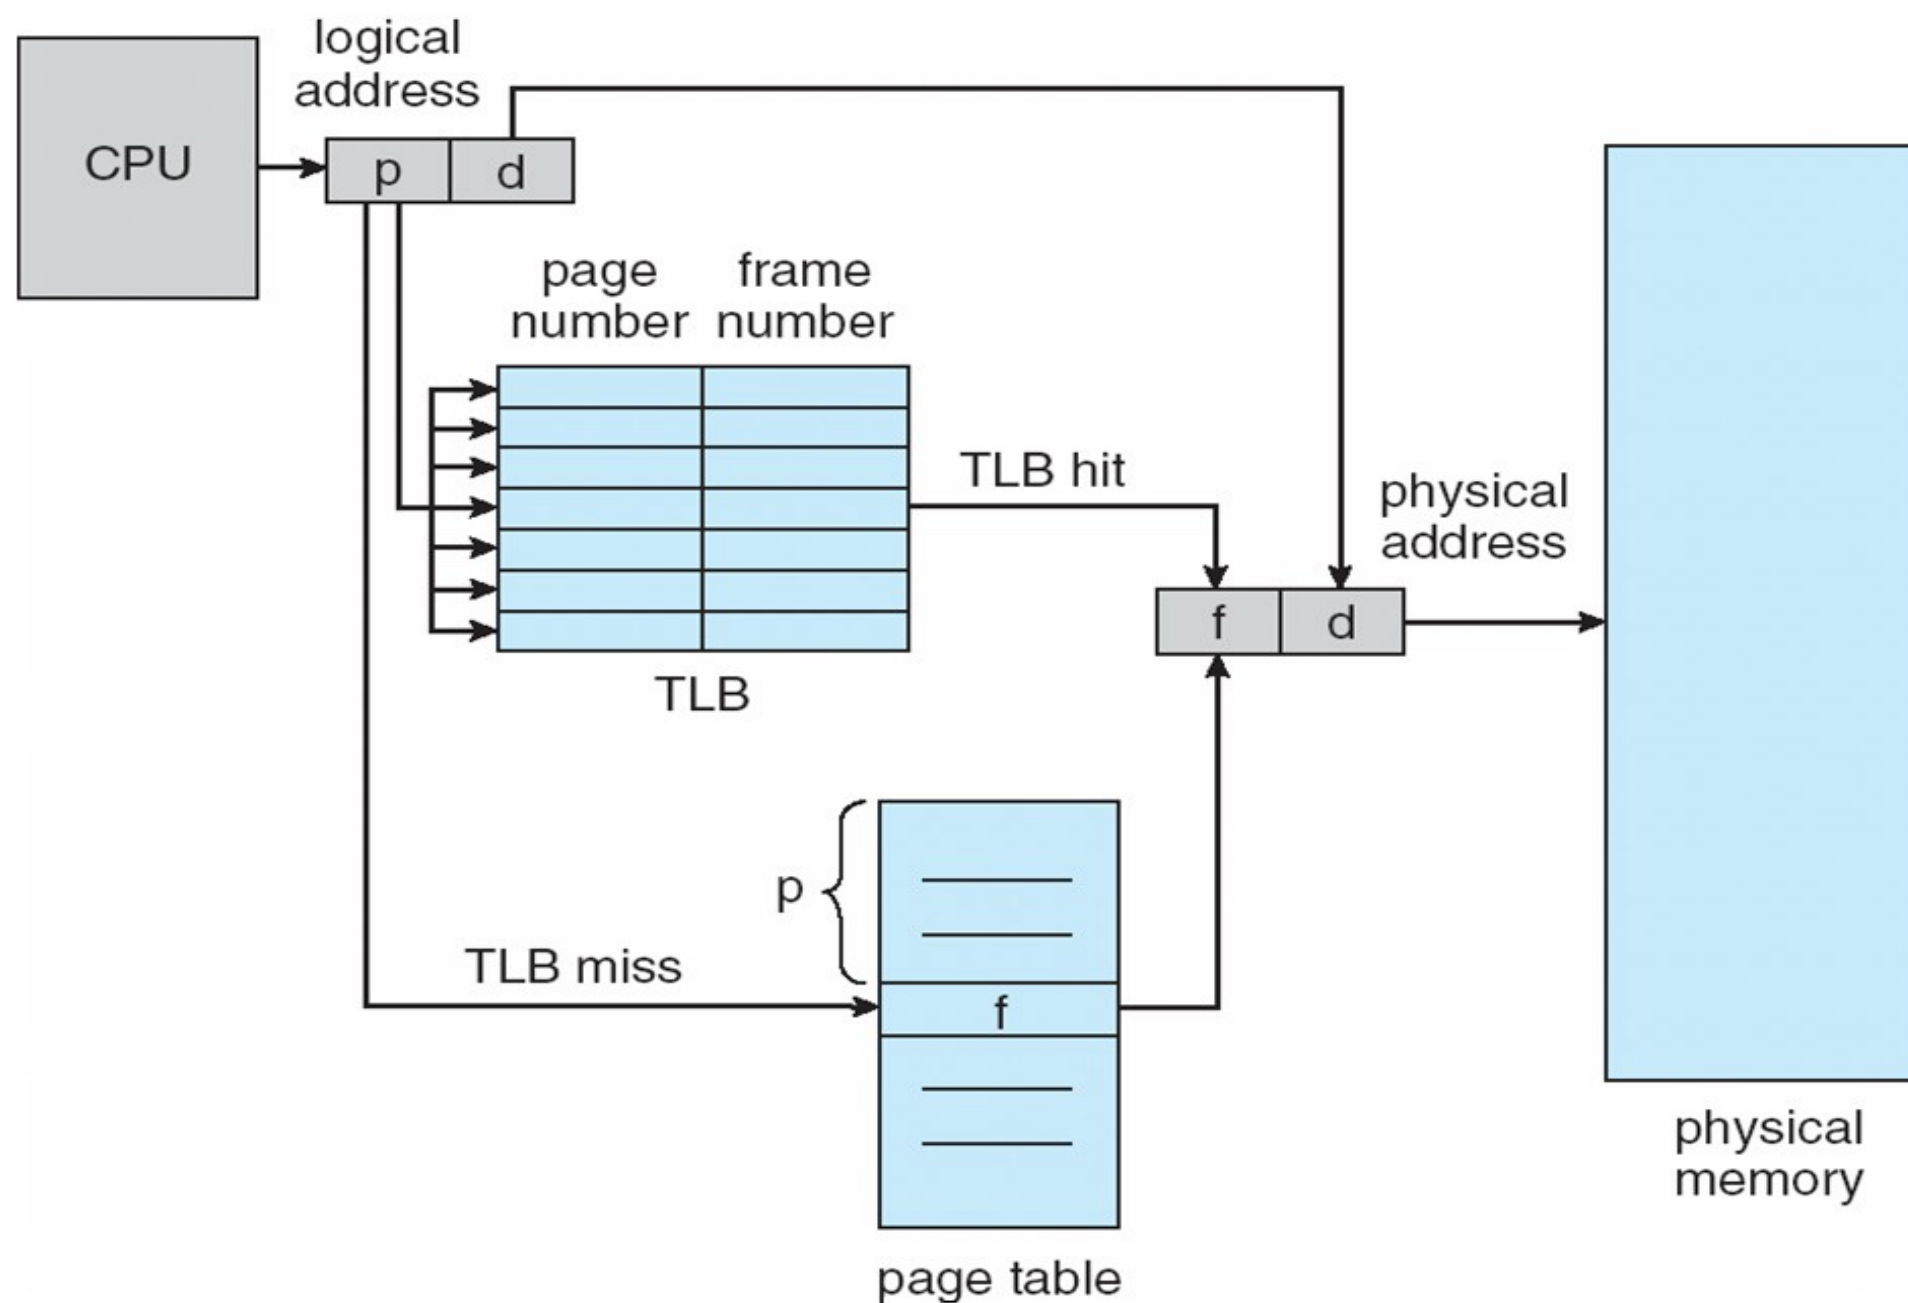 logical
address
CPU
p
d
page
number
frame
number
TLB hit
physical
address
f
d
TLB
p
TLB miss
f
physical
memory
page table